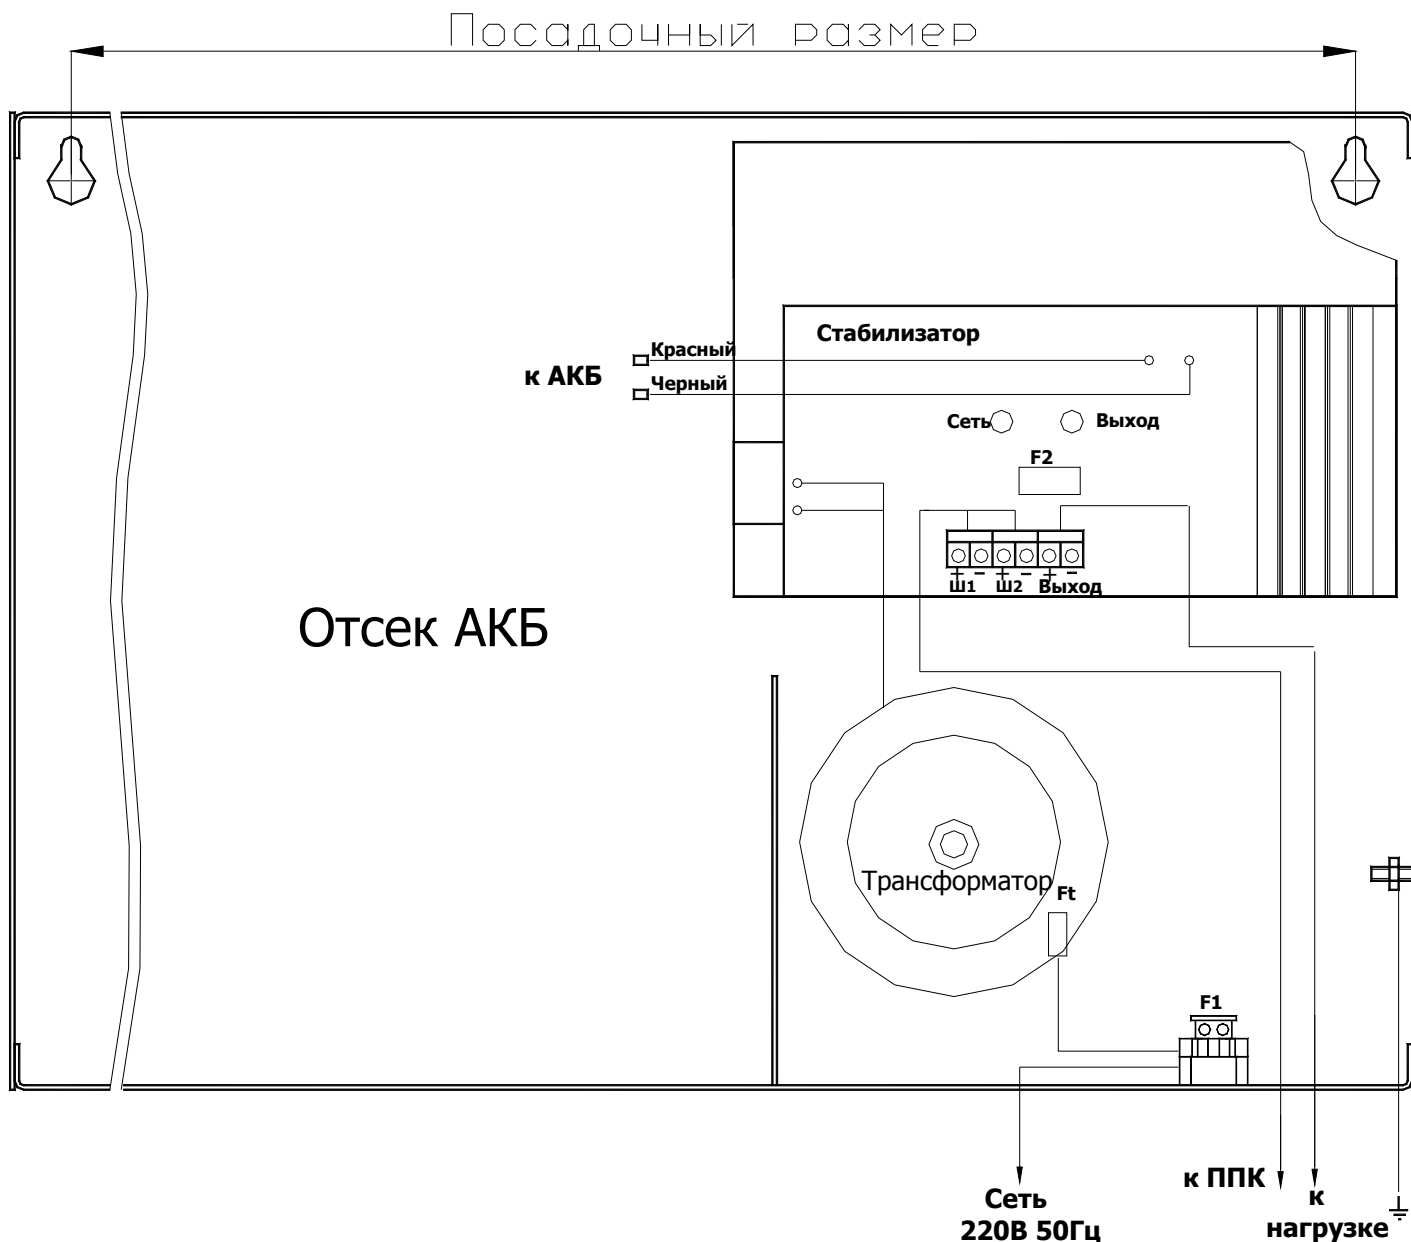 Посадочный размер
Стабилизатор
Красный
к АКБ
Черный
Сеть
Выход
F2
+ - + - + -
Ш1 Ш2 Выход
Отсек АКБ
Трансформатор
Ft
F1
к ППК
Сеть
220В 50Гц
к
нагрузке